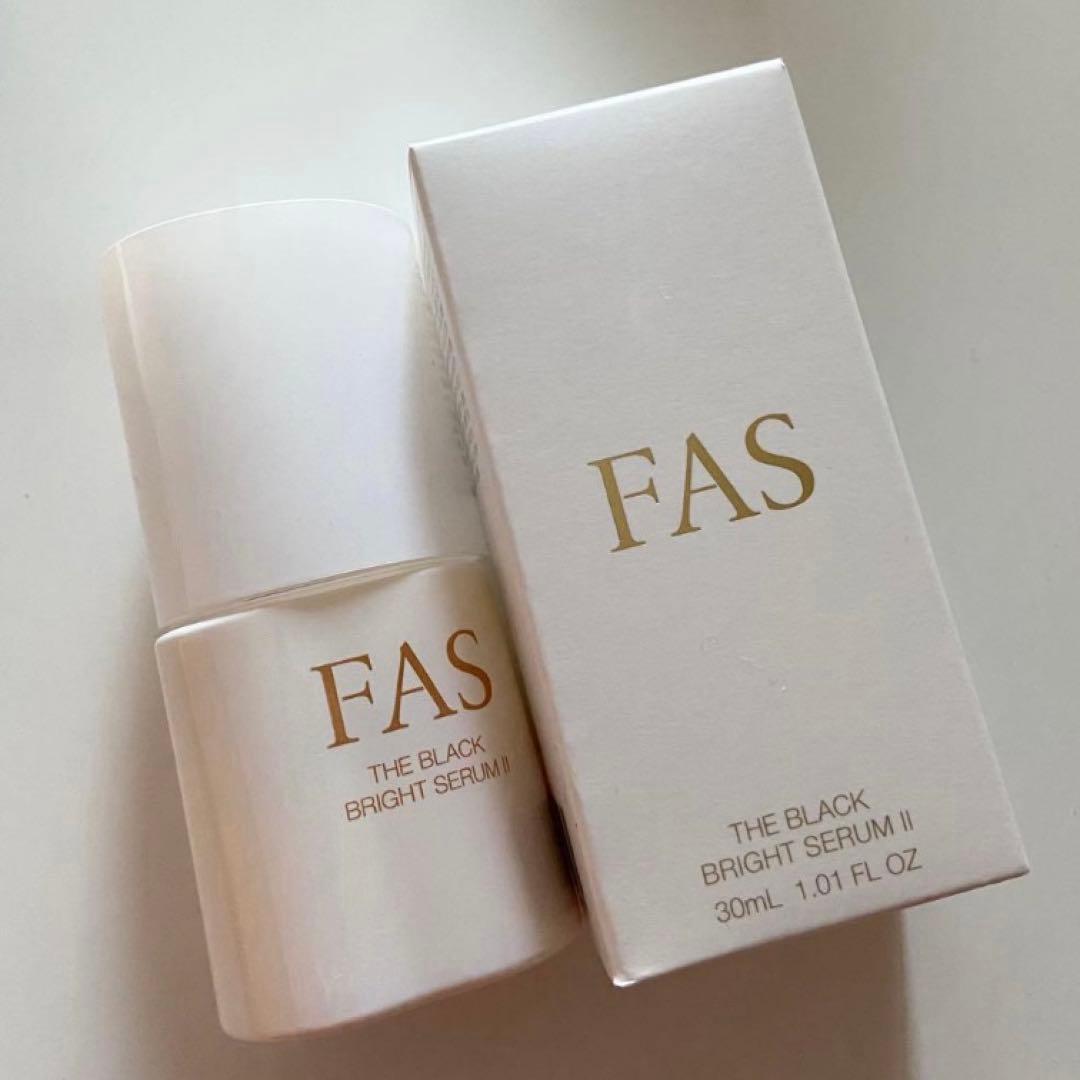 FAS
THE BLACK
BRIGHT SERUM II
FAS
THE BLACK
BRIGHT SERUM II
30mL 1.01 FL OZ